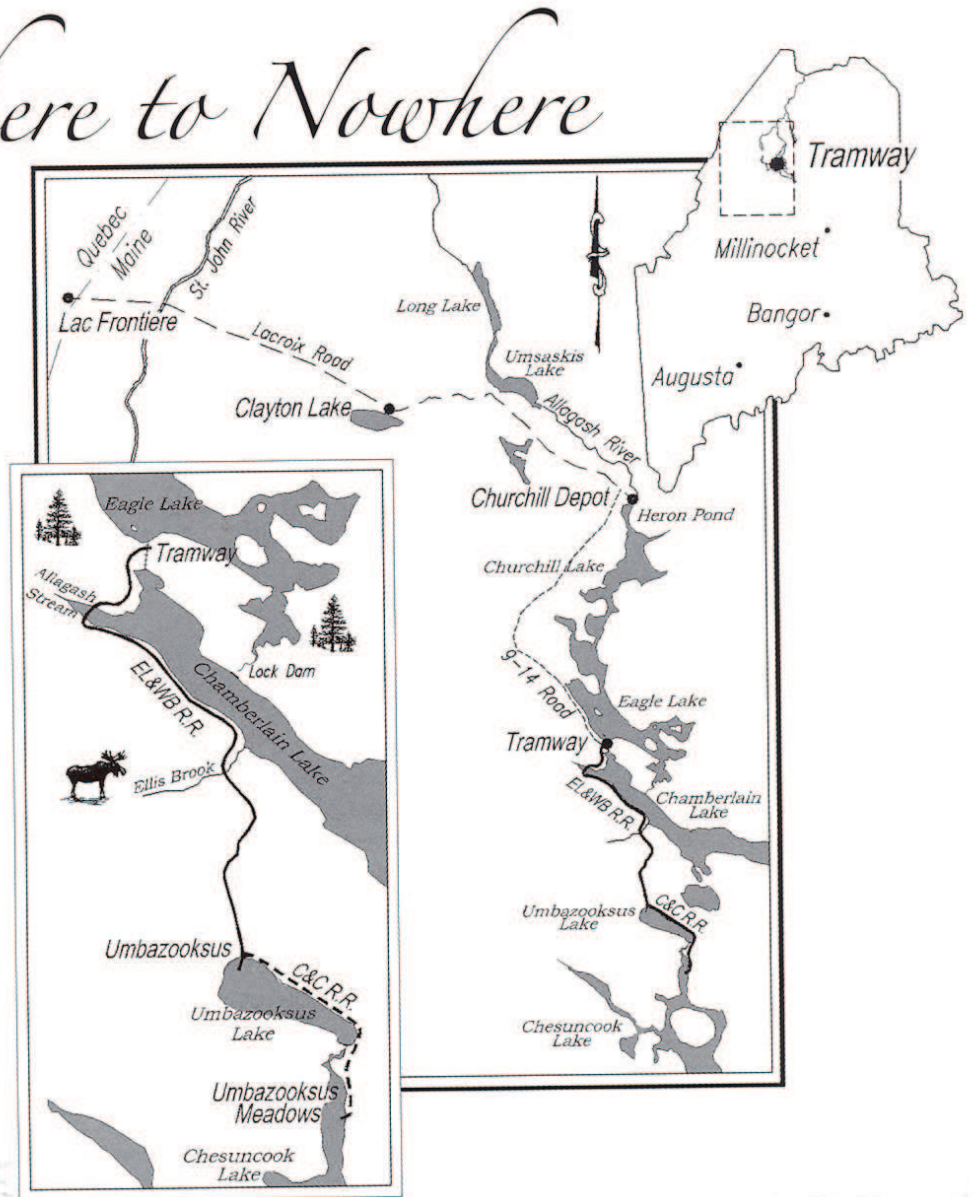 ere to Nowhere
Tramway
Millinocket
Bangor
Augusta
Quebec
Maine
St. John River
Lac Frontiere
Lacroix Road
Long Lake
Umsaskis
Lake
Clayton Lake
Allagash River
Churchill Depot
Heron Pond
Churchill Lake
9-14 Road
Eagle Lake
Tramway
EL&WB R.R.
Chamberlain
Lake
C&C R.R.
Umbazooksus
Lake
Chesuncook
Lake
Eagle Lake
Tramway
Allagash
Stream
Lock Dam
EL&WB R.R.
Chamberlain Lake
Ellis Brook
Umbazooksus
C&C R.R.
Umbazooksus
Lake
Umbazooksus
Meadows
Chesuncook
Lake